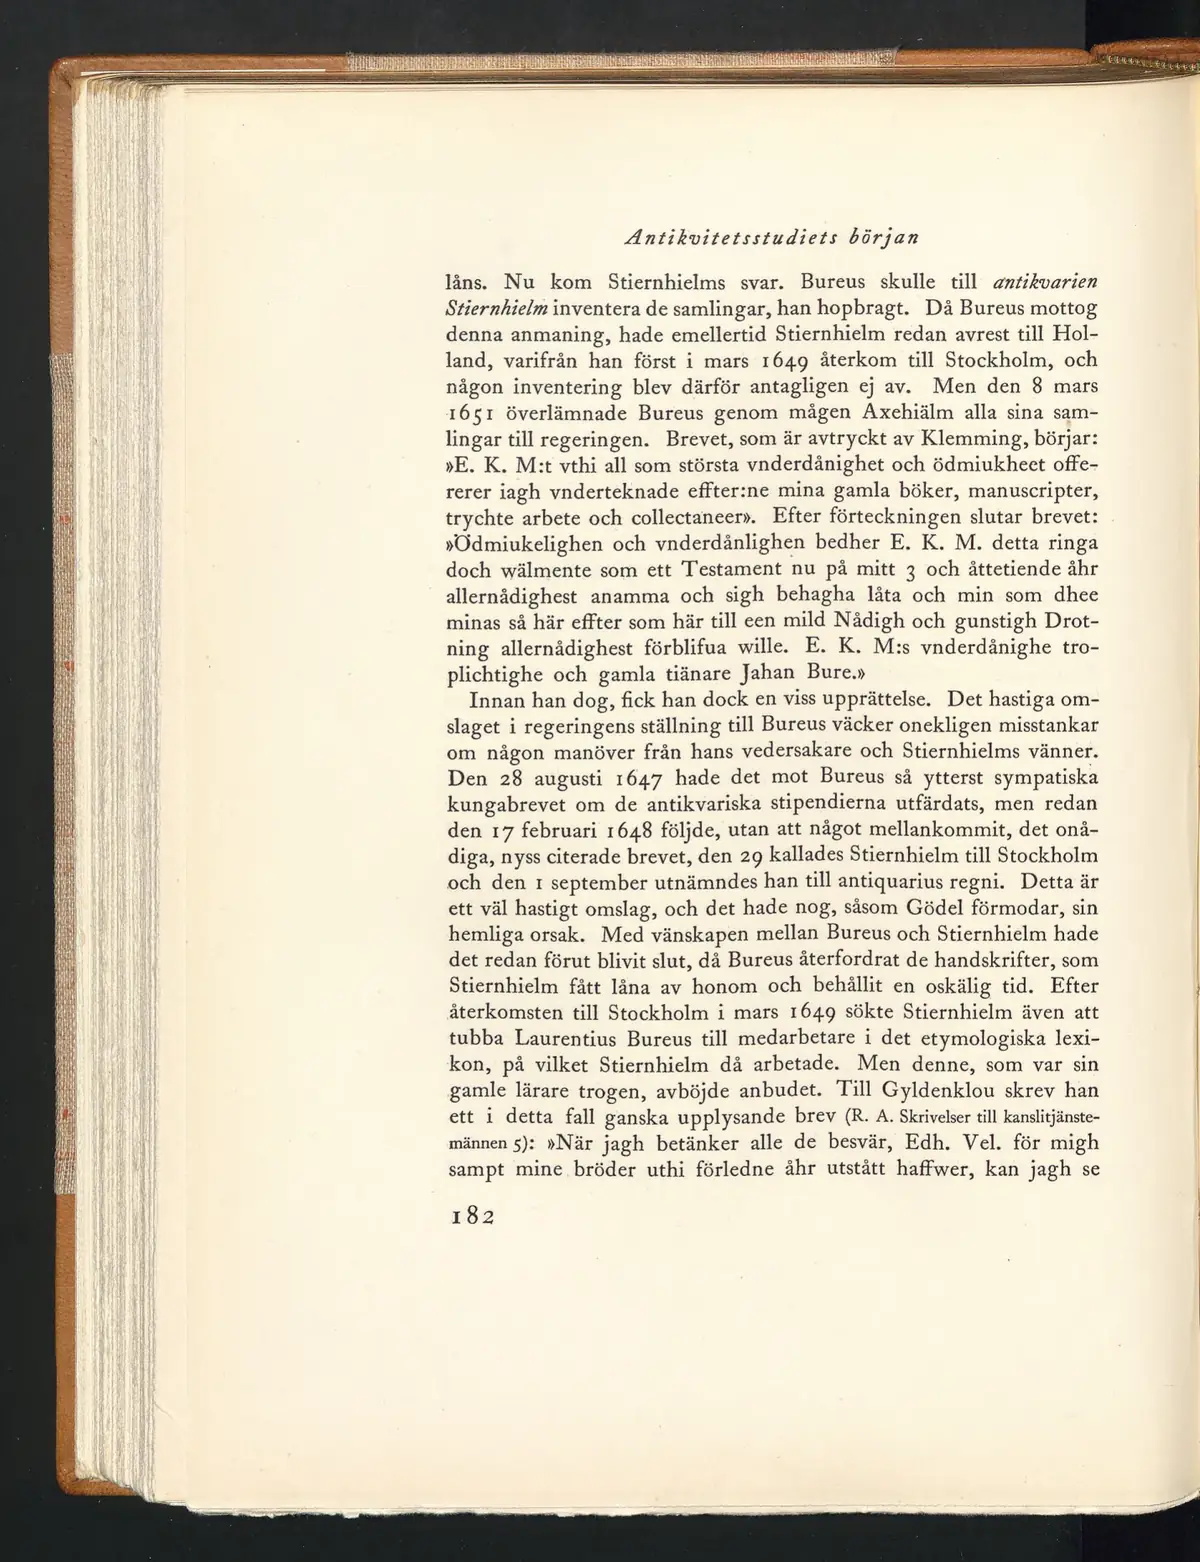 Antikvitetsstudiets början
låns. Nu kom Stiernhielms svar. Bureus skulle till antikvarien
Stiernhielm inventera de samlingar, han hopbragt. Då Bureus mottog
denna anmaning, hade emellertid Stiernhielm redan avrest till Hol-
land, varifrån han först i mars 1649 återkom till Stockholm, och
någon inventering blev därför antagligen ej av. Men den 8 mars
1651 överlämnade Bureus genom mågen Axehiälm alla sina sam-
lingar till regeringen. Brevet, som är avtryckt av Klemming, börjar:
»E. K. M:t vthi all som största vnderdånighet och ödmiukheet offe-
rerer iagh vnderteknade effter:ne mina gamla böker, manuscripter,
trychte arbete och collectaneer». Efter förteckningen slutar brevet:
»Ödmiukelighen och vnderdånlighen bedher E. K. M. detta ringa
doch wälmente som ett Testament nu på mitt 3 och åttetiende åhr
allernådighest anamma och sigh behagha låta och min som dhee
minas så här effter som här till een mild Nådigh och gunstigh Drot-
ning allernådighest förblifua wille. E. K. M:s vnderdånighe tro-
plichtighe och gamla tiänare Jahan Bure.»
Innan han dog, fick han dock en viss upprättelse. Det hastiga om-
slaget i regeringens ställning till Bureus väcker onekligen misstankar
om någon manöver från hans vedersakare och Stiernhielms vänner.
Den 28 augusti 1647 hade det mot Bureus så ytterst sympatiska
kungabrevet om de antikvariska stipendierna utfärdats, men redan
den 17 februari 1648 följde, utan att något mellankommit, det onå-
diga, nyss citerade brevet, den 29 kallades Stiernhielm till Stockholm
och den 1 september utnämndes han till antiquarius regni. Detta är
ett väl hastigt omslag, och det hade nog, såsom Gödel förmodar, sin
hemliga orsak. Med vänskapen mellan Bureus och Stiernhielm hade
det redan förut blivit slut, då Bureus återfordrat de handskrifter, som
Stiernhielm fått låna av honom och behållit en oskälig tid. Efter
återkomsten till Stockholm i mars 1649 sökte Stiernhielm även att
tubba Laurentius Bureus till medarbetare i det etymologiska lexi-
kon, på vilket Stiernhielm då arbetade. Men denne, som var sin
gamle lärare trogen, avböjde anbudet. Till Gyldenklou skrev han
ett i detta fall ganska upplysande brev (R. A. Skrivelser till kanslitjänste-
männen 5): »När jagh betänker alle de besvär, Edh. Vel. för migh
sampt mine bröder uthi förledne åhr utstått haffwer, kan jagh se
182